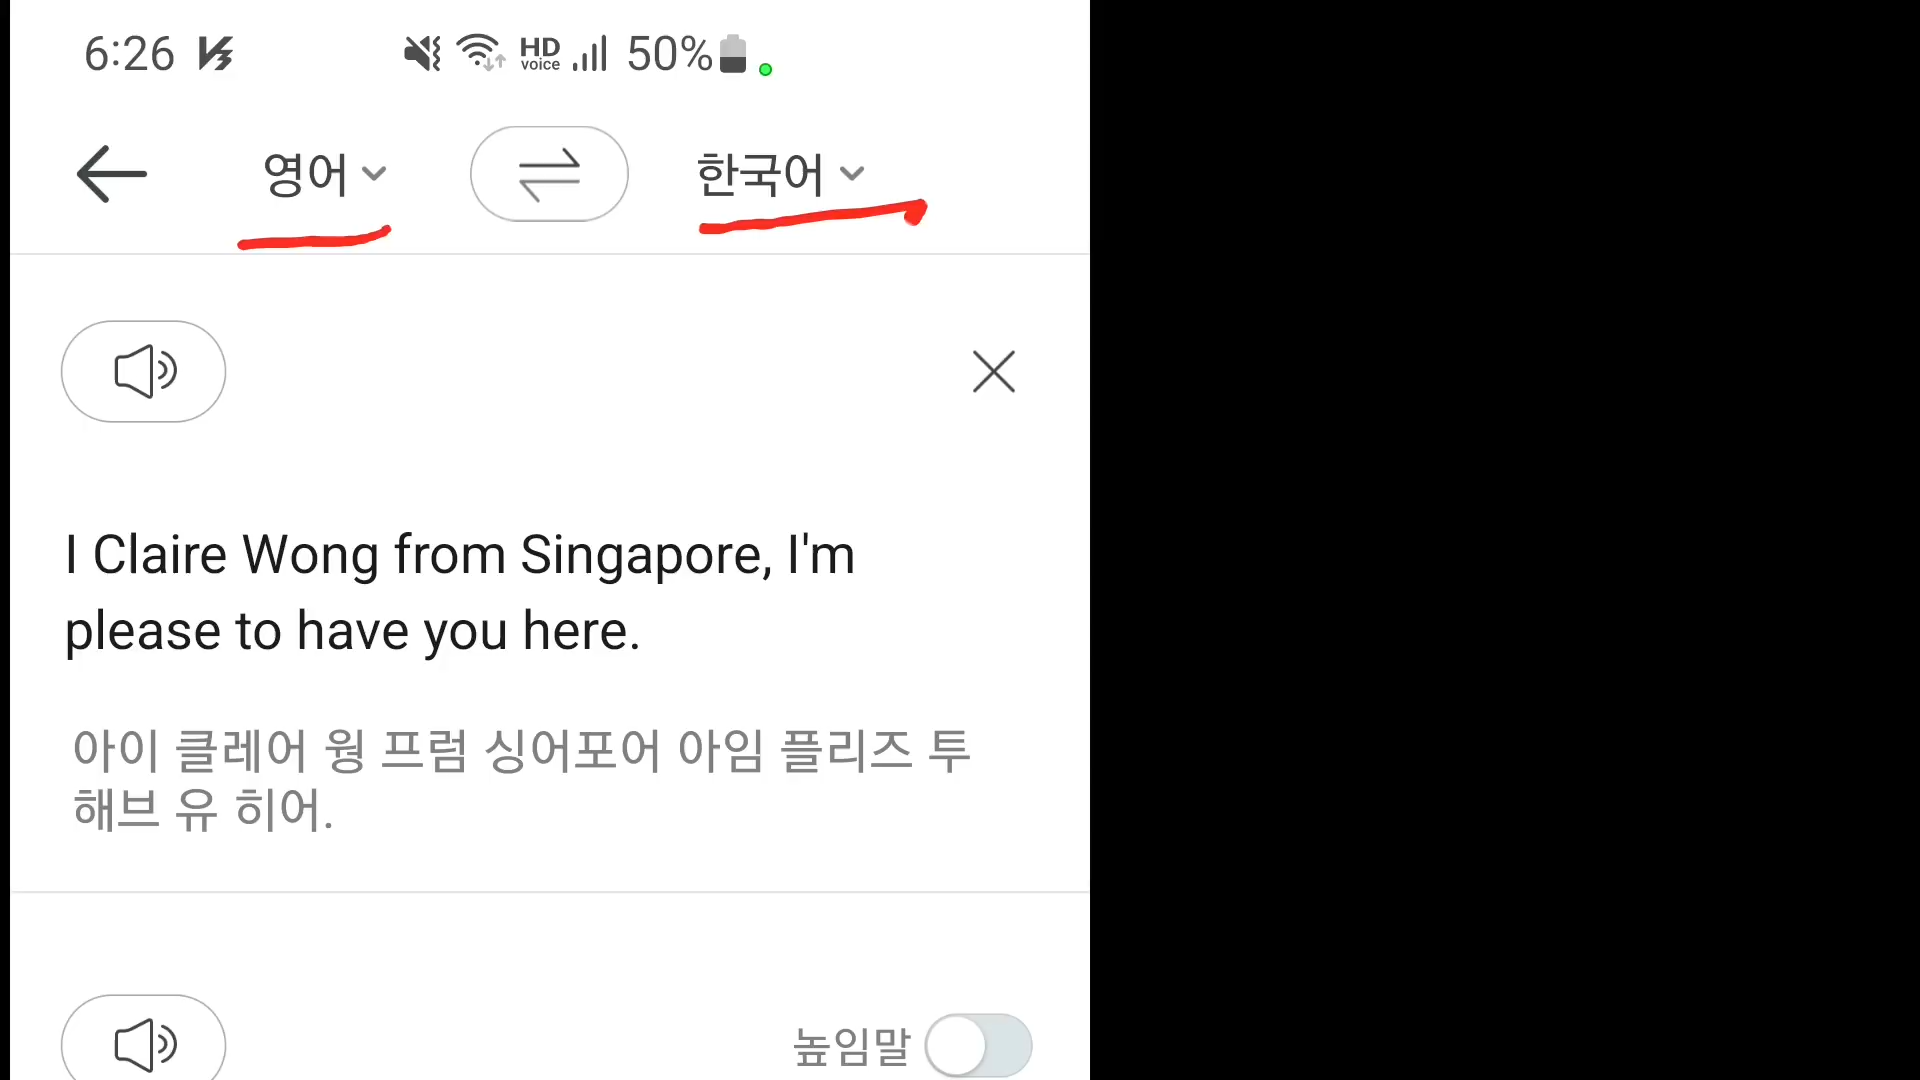 6:26 HD voice 50%
영어 한국어
I Claire Wong from Singapore, I'm
please to have you here.
아이 클레어 웡 프럼 싱어포어 아임 플리즈 투
해브 유 히어.
높임말